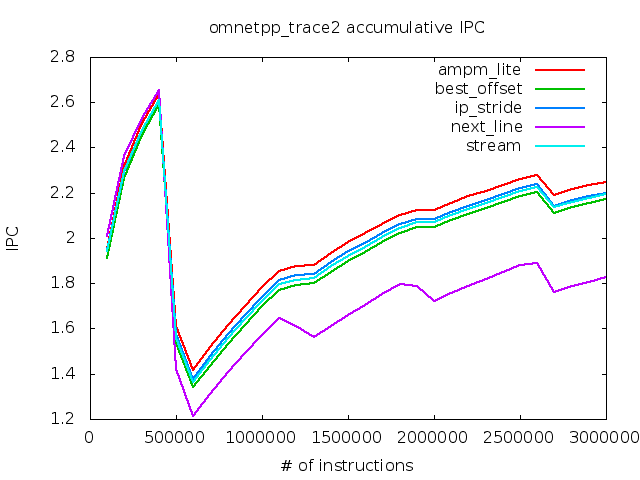 omnetpp_trace2 accumulative IPC
2.8
2.6
2.4
2.2
2
1.8
1.6
1.4
1.2
IPC
ampm_lite
best_offset
ip_stride
next_line
stream
0 500000 1000000 1500000 2000000 2500000 3000000
# of instructions